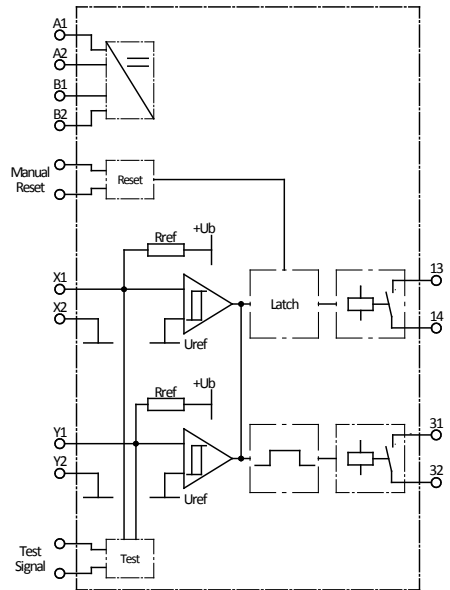 A1
A2
B1
B2
Manual
Reset
Reset
+Ub
Rref
X1
X2
Uref
Latch
13
14
+Ub
Rref
Y1
Y2
Uref
31
32
Test
Signal
Test